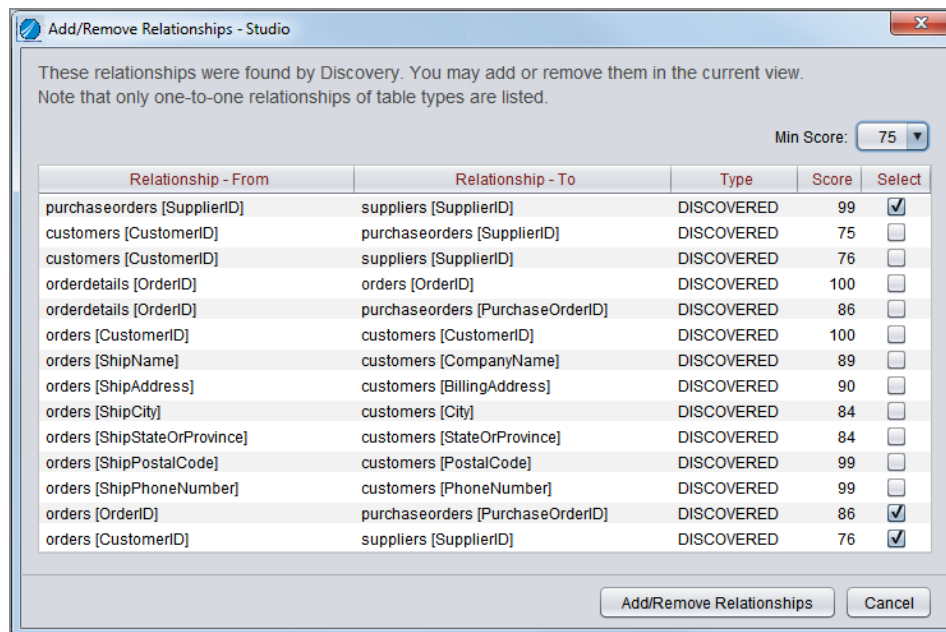 Add/Remove Relationships - Studio
These relationships were found by Discovery. You may add or remove them in the current view.
Note that only one-to-one relationships of table types are listed.
Min Score: 75
Relationship - From Relationship - To Type Score Select
purchaseorders [SupplierID] suppliers [SupplierID] DISCOVERED 99
customers [CustomerID] purchaseorders [SupplierID] DISCOVERED 75
customers [CustomerID] suppliers [SupplierID] DISCOVERED 76
orderdetails [OrderID] orders [OrderID] DISCOVERED 100
orderdetails [OrderID] purchaseorders [PurchaseOrderID] DISCOVERED 86
orders [CustomerID] customers [CustomerID] DISCOVERED 100
orders [ShipName] customers [CompanyName] DISCOVERED 89
orders [ShipAddress] customers [BillingAddress] DISCOVERED 90
orders [ShipCity] customers [City] DISCOVERED 84
orders [ShipStateOrProvince] customers [StateOrProvince] DISCOVERED 84
orders [ShipPostalCode] customers [PostalCode] DISCOVERED 99
orders [ShipPhoneNumber] customers [PhoneNumber] DISCOVERED 99
orders [OrderID] purchaseorders [PurchaseOrderID] DISCOVERED 86
orders [CustomerID] suppliers [SupplierID] DISCOVERED 76
Add/Remove Relationships Cancel